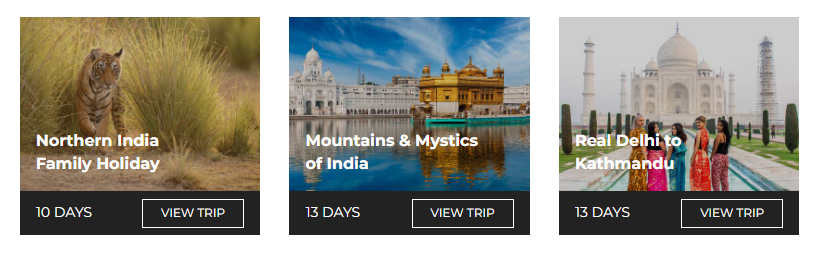 Northern India
Family Holiday
10 DAYS
VIEW TRIP
Mountains & Mystics
of India
13 DAYS
VIEW TRIP
Real Delhi to
Kathmandu
13 DAYS
VIEW TRIP